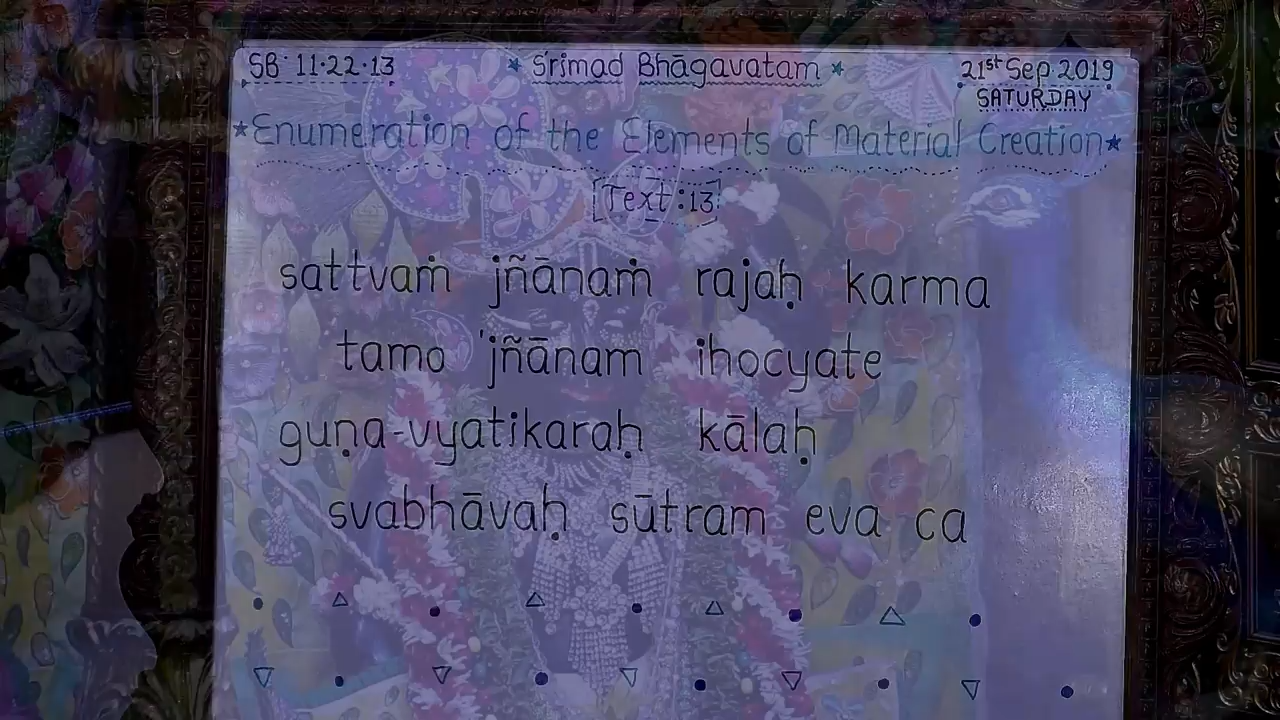 SB 11.22.13 * Śrīmad Bhāgavatam * 21st Sep 2019
SATURDAY
*Enumeration of the Elements of Material Creation*
[Text:13]
sattvaṁ jñānaṁ rajaḥ karma
tamo 'jñānam ihocyate
guṇa-vyatikaraḥ kālaḥ
svabhāvaḥ sūtram eva ca